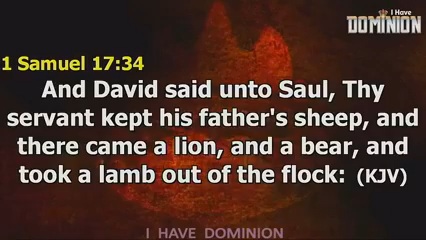 I Have
DOMINION
1 Samuel 17:34
And David said unto Saul, Thy
servant kept his father's sheep, and
there came a lion, and a bear, and
took a lamb out of the flock: (KJV)
I HAVE DOMINION